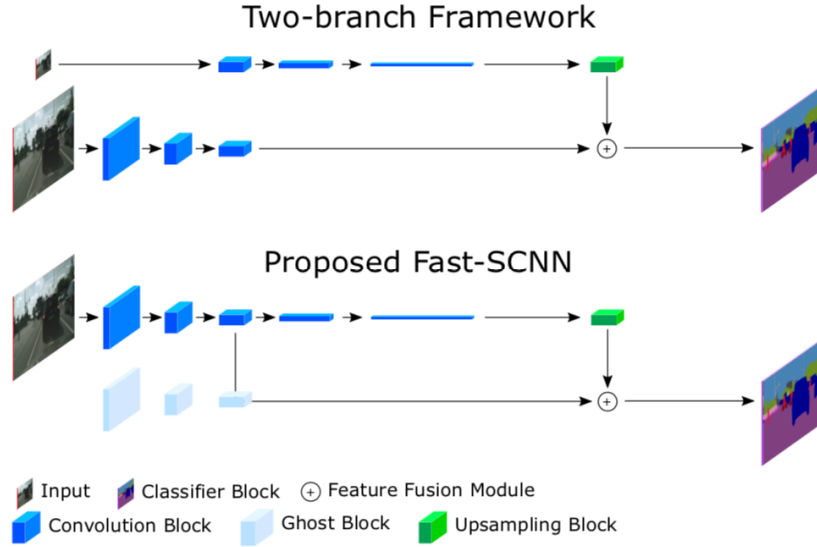 Two-branch Framework
Proposed Fast-SCNN
Input Classifier Block + Feature Fusion Module
Convolution Block Ghost Block Upsampling Block